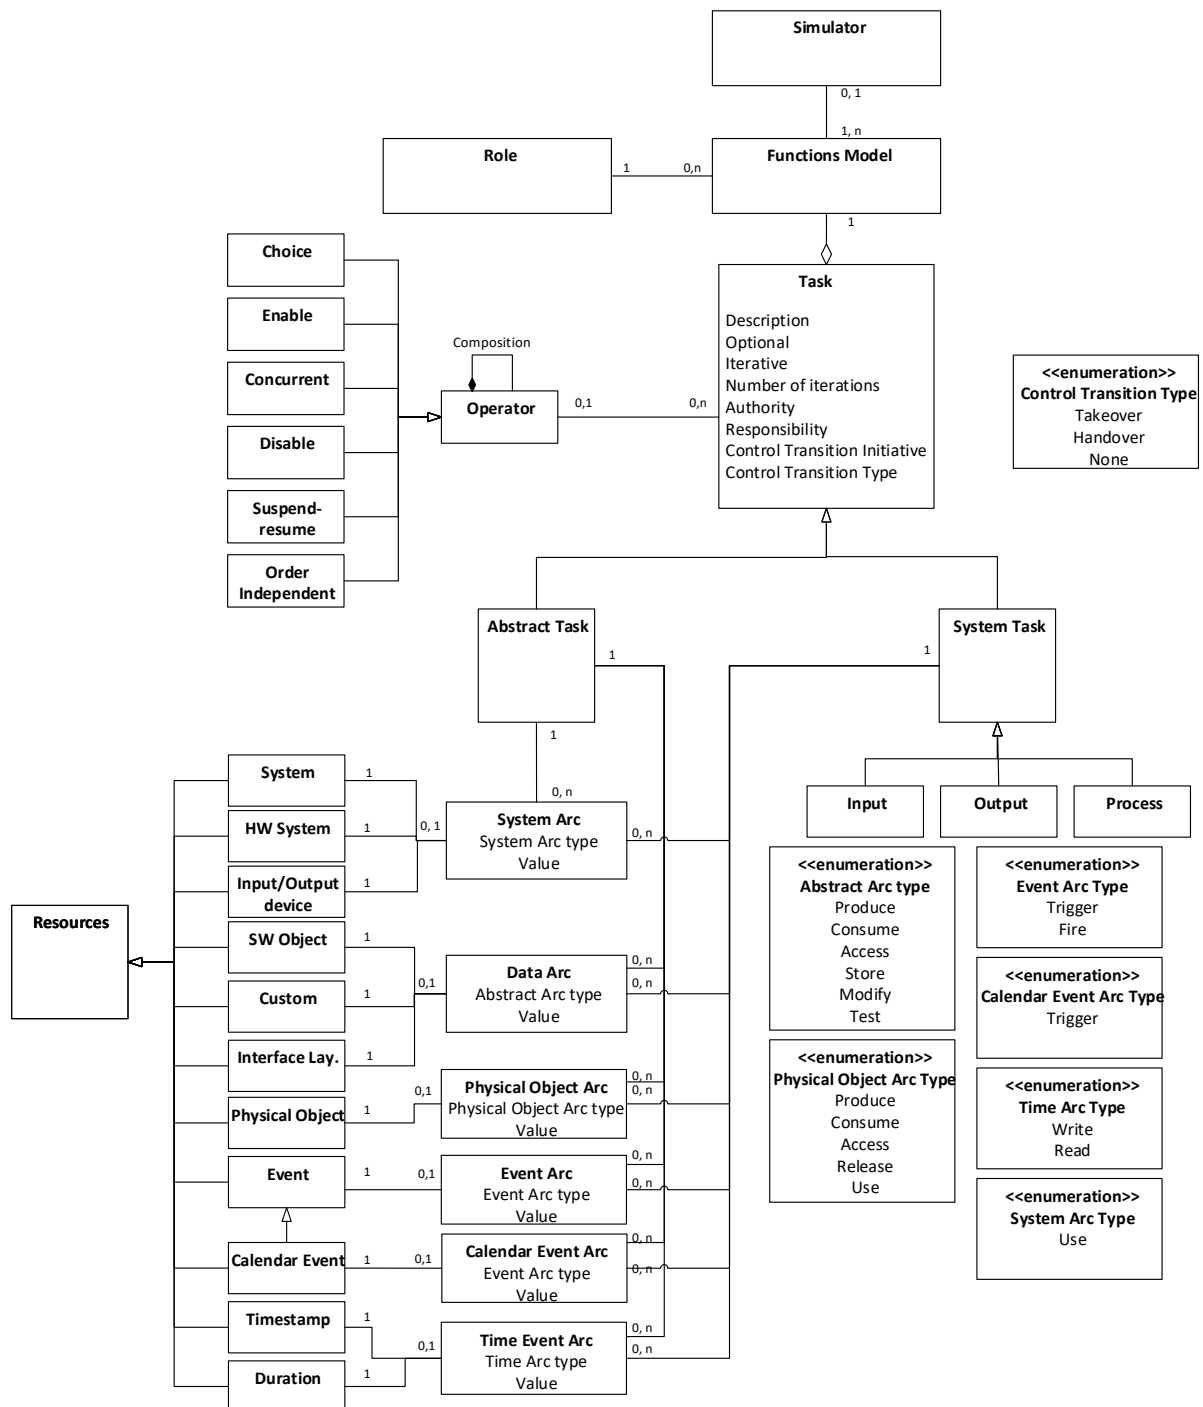 Simulator
0, 1
1, n
Role
1
0,n
Functions Model
1
Choice
Enable
Concurrent
Disable
Suspend-
resume
Order
Independent
Composition
Operator
0,1
0,n
Task
Description
Optional
Iterative
Number of iterations
Authority
Responsibility
Control Transition Initiative
Control Transition Type
<<enumeration>>
Control Transition Type
Takeover
Handover
None
Abstract Task
1
1
System Task
1
Input
Output
Process
Resources
System
1
HW System
1
Input/Output
device
1
SW Object
1
Custom
1
Interface Lay.
1
Physical Object
1
Event
1
Calendar Event
1
Timestamp
1
Duration
1
0, n
0, 1
System Arc
System Arc type
Value
0, n
0,1
Data Arc
Abstract Arc type
Value
0, n
0, n
0,1
Physical Object Arc
Physical Object Arc type
Value
0, n
0, n
0,1
Event Arc
Event Arc type
Value
0, n
0, n
0,1
Calendar Event Arc
Event Arc type
Value
0, n
0, n
0,1
Time Event Arc
Time Arc type
Value
0, n
0, n
<<enumeration>>
Abstract Arc type
Produce
Consume
Access
Store
Modify
Test
<<enumeration>>
Physical Object Arc Type
Produce
Consume
Access
Release
Use
<<enumeration>>
Event Arc Type
Trigger
Fire
<<enumeration>>
Calendar Event Arc Type
Trigger
<<enumeration>>
Time Arc Type
Write
Read
<<enumeration>>
System Arc Type
Use